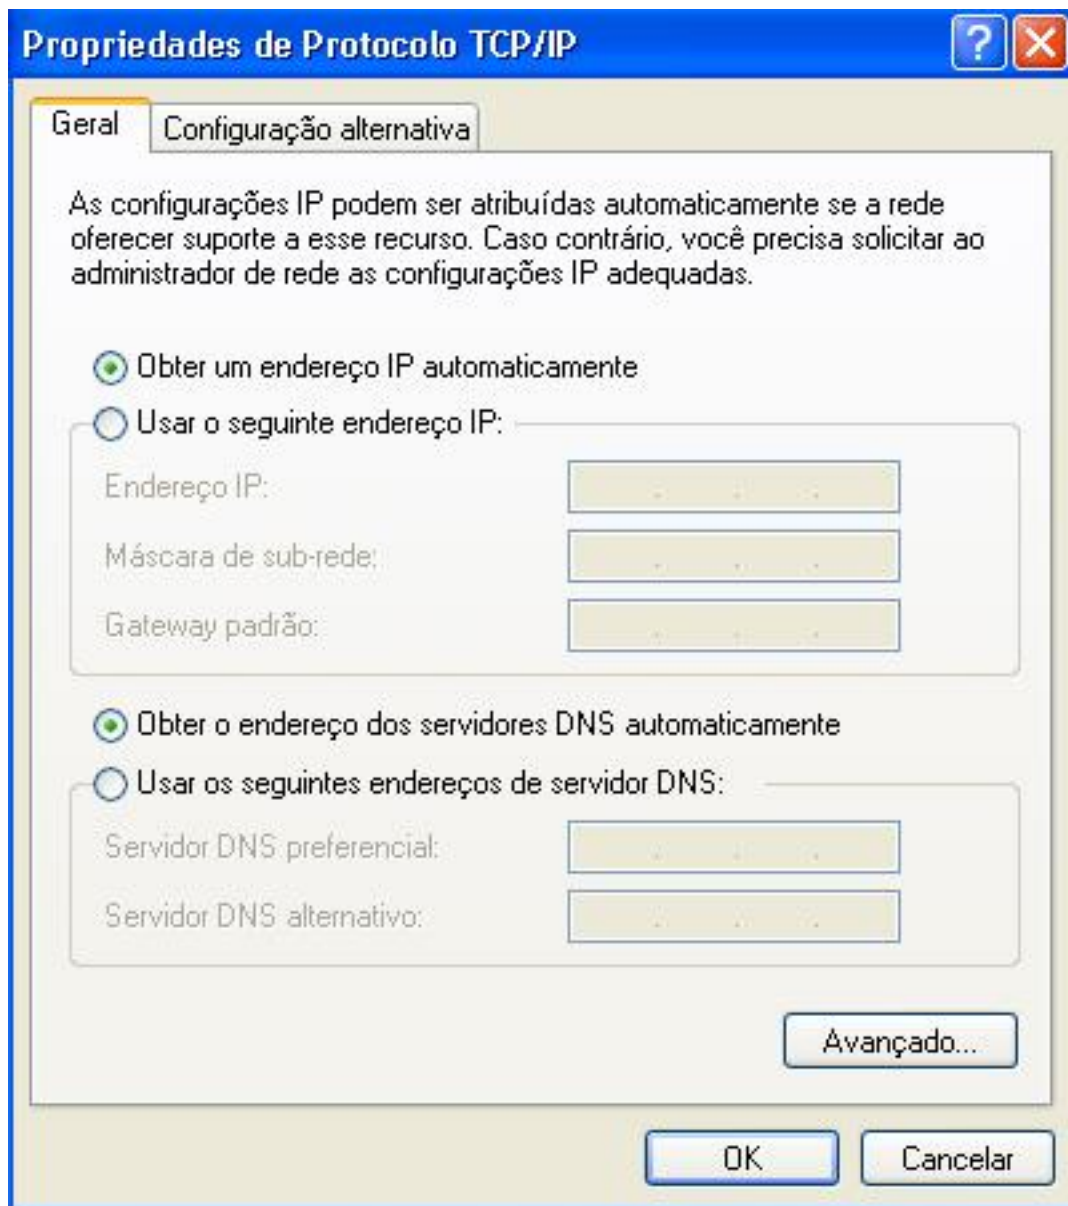 Propriedades de Protocolo TCP/IP
Geral
Configuração alternativa
As configurações IP podem ser atribuídas automaticamente se a rede
oferecer suporte a esse recurso. Caso contrário, você precisa solicitar ao
administrador de rede as configurações IP adequadas.
Obter um endereço IP automaticamente
Usar o seguinte endereço IP:
Endereço IP:
Máscara de sub-rede:
Gateway padrão:
Obter o endereço dos servidores DNS automaticamente
Usar os seguintes endereços de servidor DNS:
Servidor DNS preferencial:
Servidor DNS alternativo:
Avançado...
OK
Cancelar